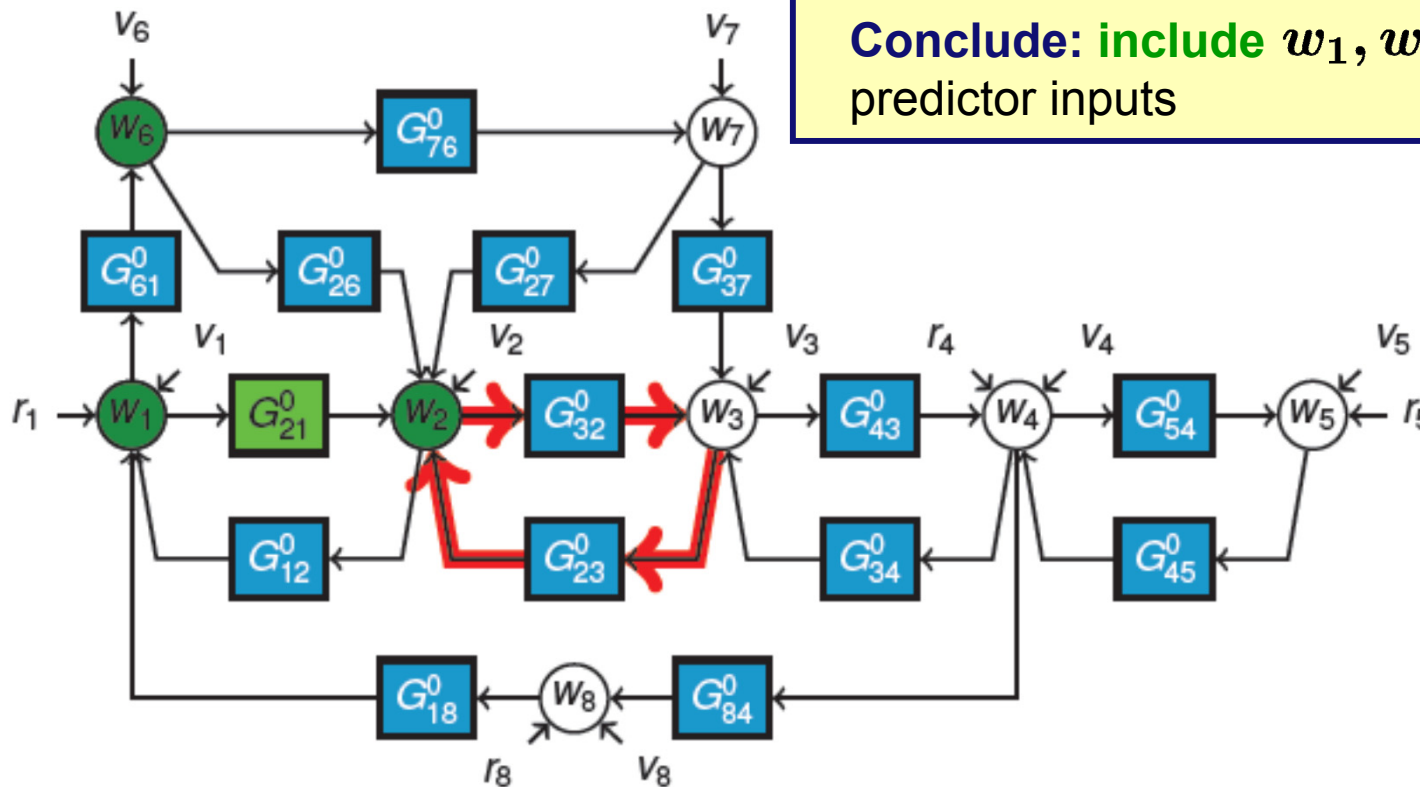 Conclude: include w₁, w
predictor inputs
v₆ v₇
w₆ G⁰₇₆ w₇
G⁰₆₁ G⁰₂₆ G⁰₂₇ G⁰₃₇
v₁ v₂ v₃ r₄ v₄ v₅
r₁ w₁ G⁰₂₁ w₂ G⁰₃₂ w₃ G⁰₄₃ w₄ G⁰₅₄ w₅ r₅
G⁰₁₂ G⁰₂₃ G⁰₃₄ G⁰₄₅
G⁰₁₈ w₈ G⁰₈₄
r₈ v₈